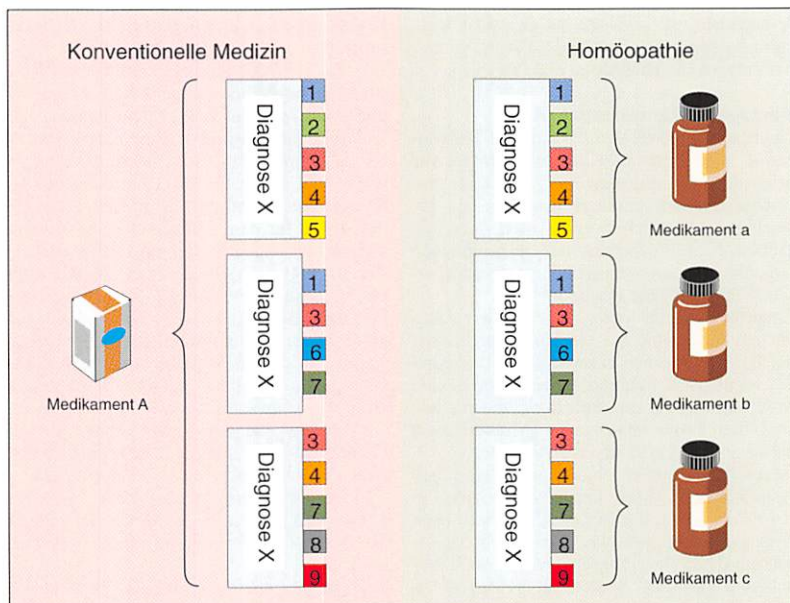 Konventionelle Medizin
Diagnose X
1
2
3
4
5
Diagnose X
1
3
6
7
Diagnose X
3
4
7
8
9
Medikament A
Homöopathie
Diagnose X
1
2
3
4
5
Medikament a
Diagnose X
1
3
6
7
Medikament b
Diagnose X
3
4
7
8
9
Medikament c